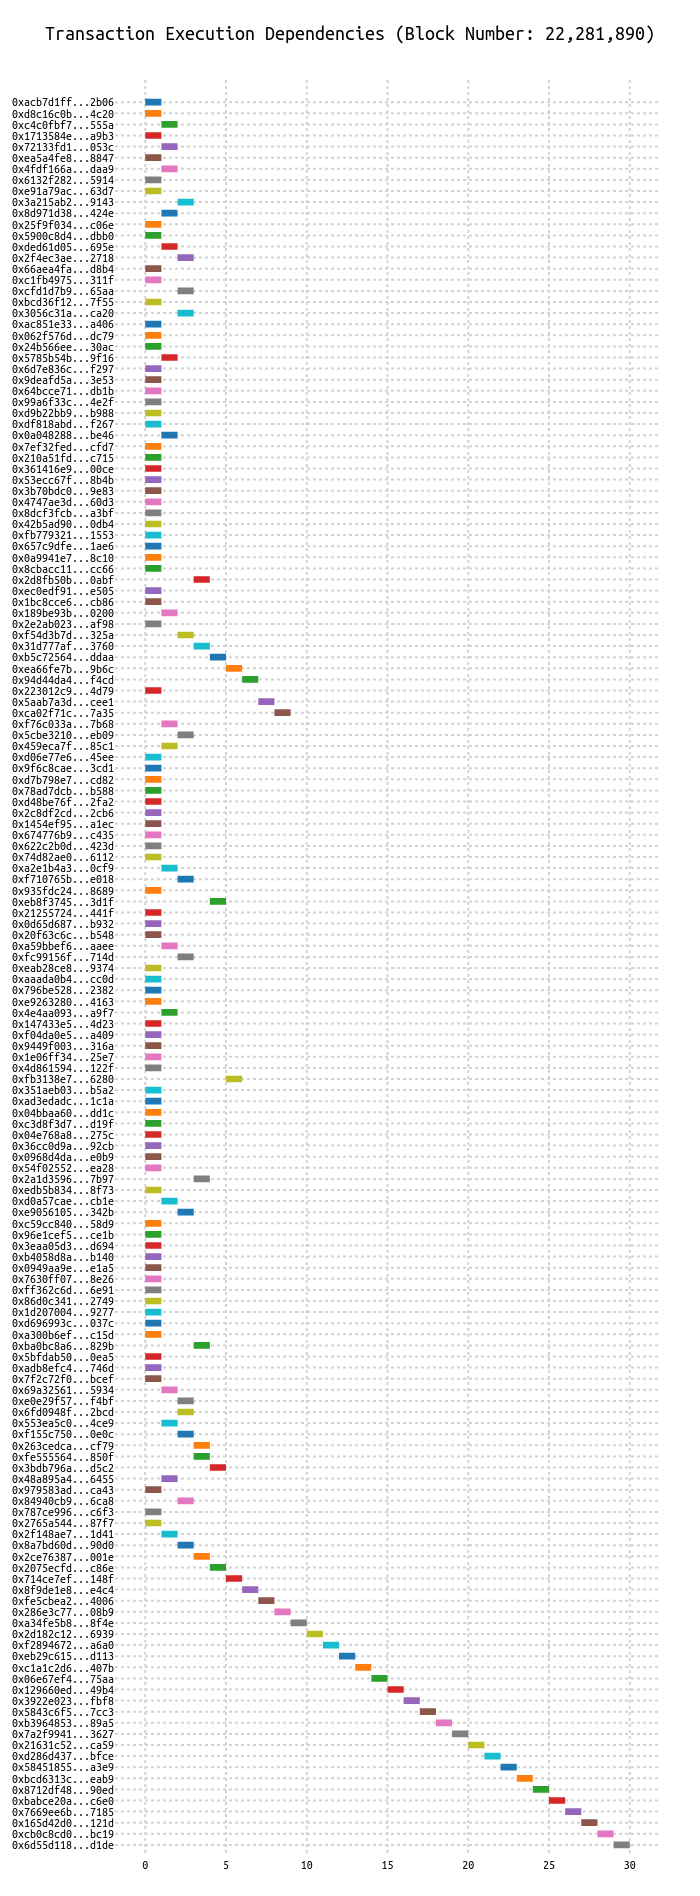 Transaction Execution Dependencies (Block Number: 22,281,890)
0xacb7d1ff...2b06
0xd8c16c0b...4c20
0xc4c0fbf7...555a
0x1713584e...a9b3
0x72133fd1...053c
0xea5a4fe8...8847
0x4fdf166a...daa9
0x6132f282...5914
0xe91a79ac...63d7
0x3a215ab2...9143
0x8d971d38...424e
0x25f9f034...c06e
0x5900c8d4...dbb0
0xded61d05...695e
0x2f4ec3ae...2718
0x66aea4fa...d8b4
0xc1fb4975...311f
0xcfd1d7b9...65aa
0xbcd36f12...7f55
0x3056c31a...ca20
0xac851e33...a406
0x062f576d...dc79
0x24b566ee...30ac
0x5785b54b...9f16
0x6d7e836c...f297
0x9deafd5a...3e53
0x64bcce71...db1b
0x99a6f33c...4e2f
0xd9b22bb9...b988
0xdf818abd...f267
0x0a048288...be46
0x7ef32fed...cfd7
0x210a51fd...c715
0x361416e9...00ce
0x53ecc67f...8b4b
0x3b70bdc0...9e83
0x4747ae3d...60d3
0x8dcf3fcb...a3bf
0x42b5ad90...0db4
0xfb779321...1553
0x657c9dfe...1ae6
0x0a9941e7...8c10
0x8cbacc11...cc66
0x2d8fb50b...0abf
0xec0edf91...e505
0x1bc8cce6...cb86
0x189be93b...0200
0x2e2ab023...af98
0xf54d3b7d...325a
0x31d777af...3760
0xb5c72564...ddaa
0xea66fe7b...9b6c
0x94d44da4...f4cd
0x223012c9...4d79
0x5aab7a3d...cee1
0xca02f71c...7a35
0xf76c033a...7b68
0x5cbe3210...eb09
0x459eca7f...85c1
0xd06e77e6...45ee
0x9f6c8cae...3cd1
0xd7b798e7...cd82
0x78ad7dcb...b588
0xd48be76f...2fa2
0x2c8df2cd...2cb6
0x1454ef95...a1ec
0x674776b9...c435
0x622c2b0d...423d
0x74d82ae0...6112
0xa2e1b4a3...0cf9
0xf710765b...e018
0x935fdc24...8689
0xeb8f3745...3d1f
0x21255724...441f
0x0d65d687...b932
0x20f63c6c...b548
0xa59bbef6...aaee
0xfc99156f...714d
0xeab28ce8...9374
0xaaada0b4...cc0d
0x796be528...2382
0xe9263280...4163
0x4e4aa093...a9f7
0x147433e5...4d23
0xf04da0e5...a409
0x9449f003...316a
0x1e06ff34...25e7
0x4d861594...122f
0xfb3138e7...6280
0x351aeb03...b5a2
0xad3edadc...1c1a
0x04bbaa60...dd1c
0xc3d8f3d7...d19f
0x04e768a8...275c
0x36cc0d9a...92cb
0x0968d4da...e0b9
0x54f02552...ea28
0x2a1d3596...7b97
0xedb5b834...8f73
0xd0a57cae...cb1e
0xe9056105...342b
0xc59cc840...58d9
0x96e1cef5...ce1b
0x3eaa05d3...d694
0xb4058d8a...b140
0x0949aa9e...e1a5
0x7630ff07...8e26
0xff362c6d...6e91
0x86d0c341...2749
0x1d207004...9277
0xd696993c...037c
0xa300b6ef...c15d
0xba0bc8a6...829b
0x5bfdab50...0ea5
0xadb8efc4...746d
0x7f2c72f0...bcef
0x69a32561...5934
0xe0e29f57...f4bf
0x6fd0948f...2bcd
0x553ea5c0...4ce9
0xf155c750...0e0c
0x263cedca...cf79
0xfe555564...850f
0x3bdb796a...d5c2
0x48a895a4...6455
0x979583ad...ca43
0x84940cb9...6ca8
0x787ce996...c6f3
0x2765a544...87f7
0x2f148ae7...1d41
0x8a7bd60d...90d0
0x2ce76387...001e
0x2075ecfd...c86e
0x714ce7ef...148f
0x8f9de1e8...e4c4
0xfe5cbea2...4006
0x286e3c77...08b9
0xa34fe5b8...8f4e
0x2d182c12...6939
0xf2894672...a6a0
0xeb29c615...d113
0xc1a1c2d6...407b
0x06e67ef4...75aa
0x129660ed...49b4
0x3922e023...fbf8
0x5843c6f5...7cc3
0xb3964853...89a5
0x7a2f9941...3627
0x21631c52...ca59
0xd286d437...bfce
0x58451855...a3e9
0xbcd6313c...eab9
0x8712df48...90ed
0xbabce20a...c6e0
0x7669ee6b...7185
0x165d42d0...121d
0xcb0c8cd0...bc19
0x6d55d118...d1de
0 5 10 15 20 25 30